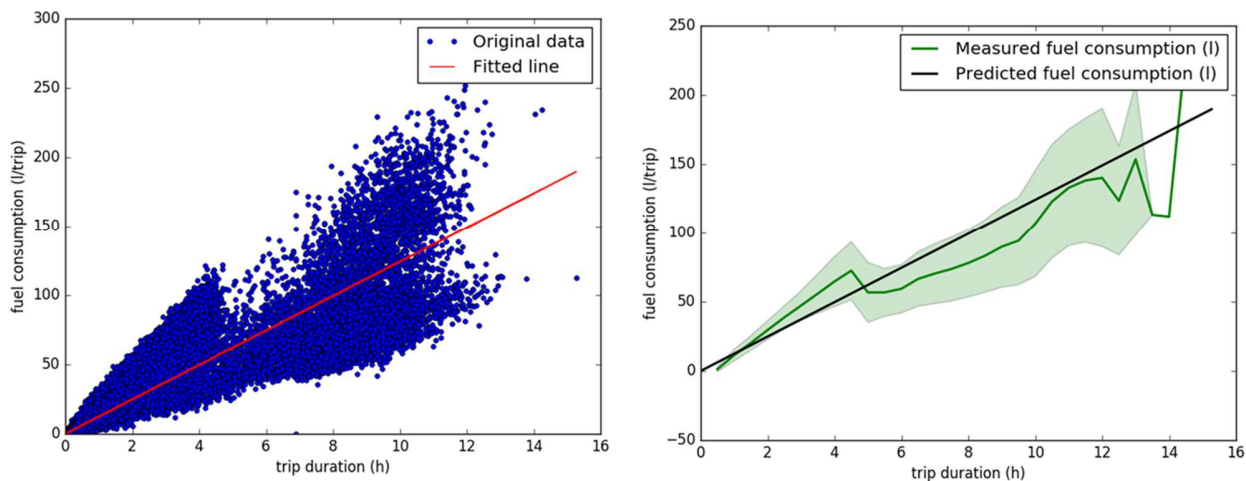 300
250
200
150
100
50
0
fuel consumption (l/trip)
Original data
Fitted line
0 2 4 6 8 10 12 14 16
trip duration (h)
250
200
150
100
50
0
−50
fuel consumption (l/trip)
Measured fuel consumption (l)
Predicted fuel consumption (l)
0 2 4 6 8 10 12 14 16
trip duration (h)